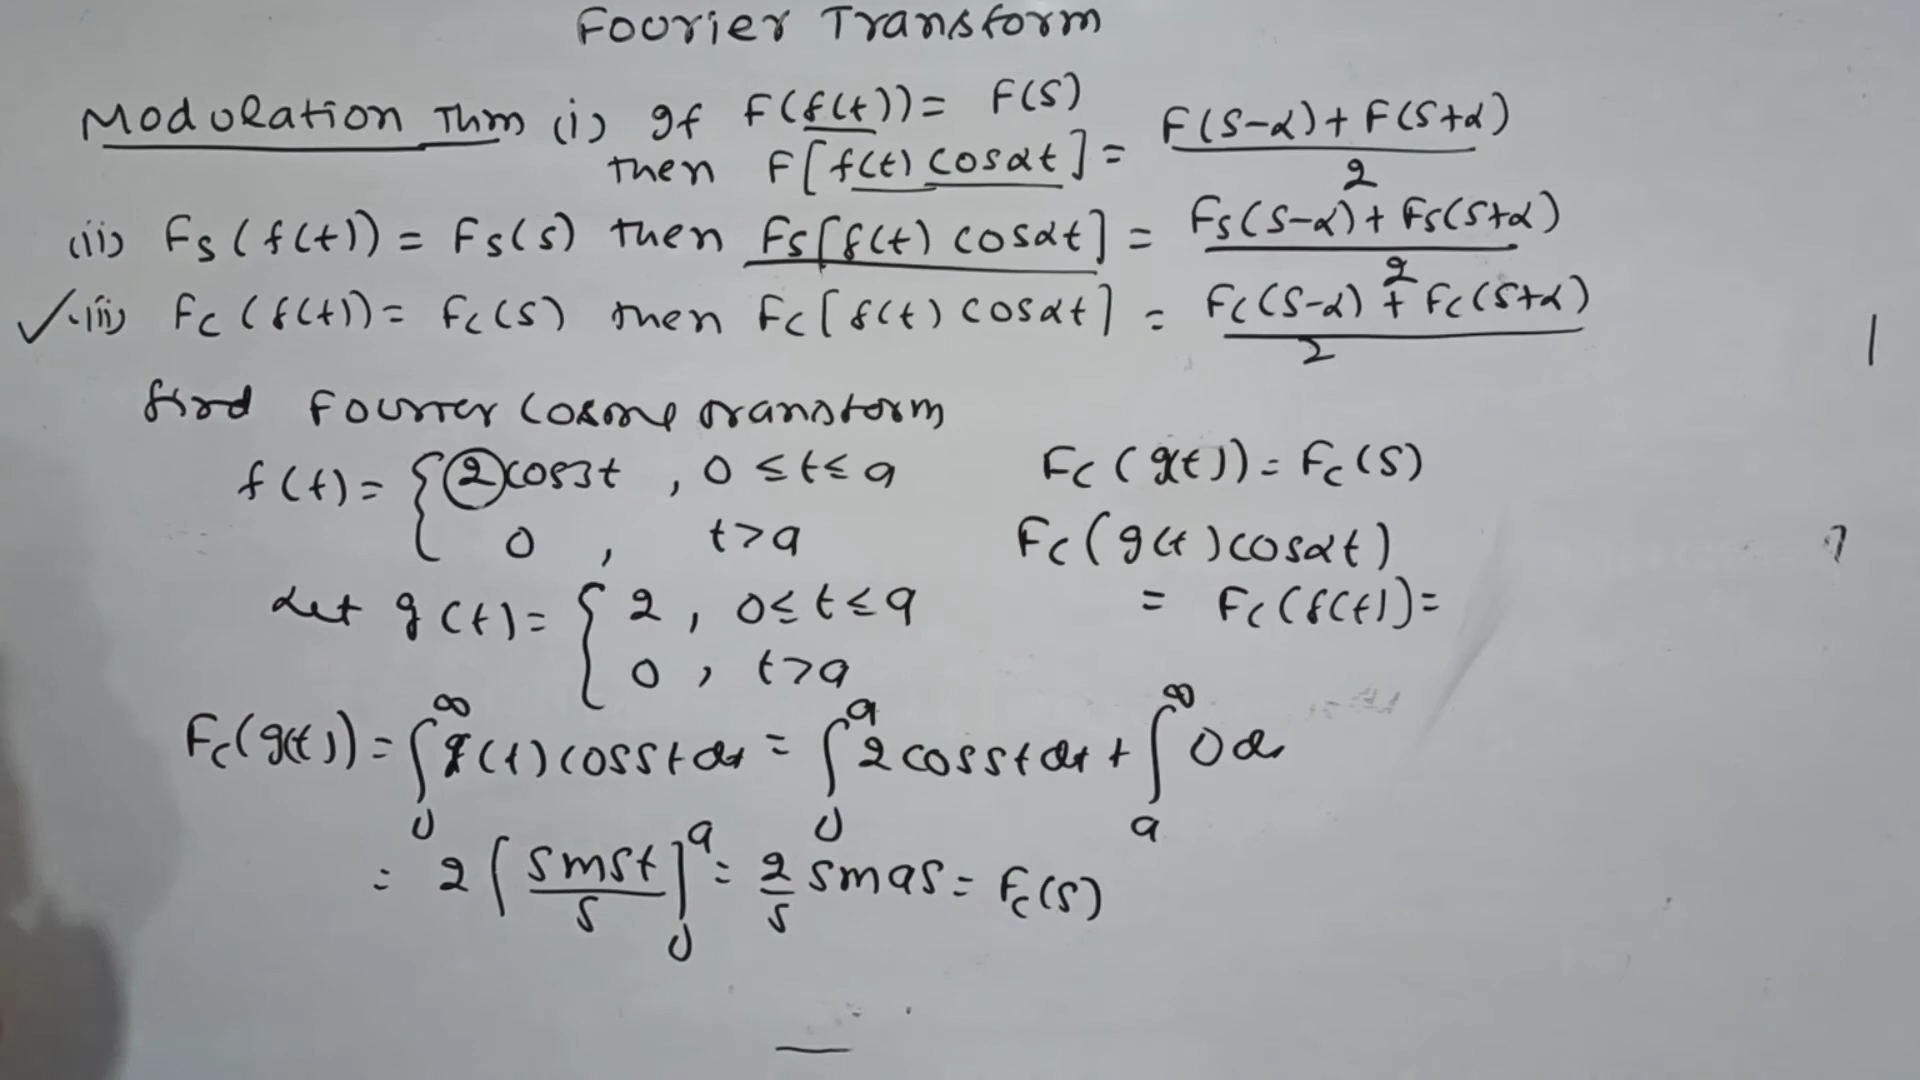 Fourier Transform
Modulation Thm (i) If F(f(t)) = F(s)
then F[f(t) cosαt] = F(s-α) + F(s+α) / 2
(ii) Fs(f(t)) = Fs(s) then Fs[f(t) cosαt] = Fs(s-α) + Fs(s+α) / 2
✓(iii) Fc(f(t)) = Fc(s) then Fc[f(t) cosαt] = Fc(s-α) + Fc(s+α) / 2
find Fourier Cosine transform
f(t) = { 2cos3t , 0 ≤ t ≤ a
0 , t > a
Fc(g(t)) = Fc(s)
Fc(g(t) cosαt)
= Fc(f(t)) =
Let g(t) = { 2 , 0 ≤ t ≤ a
0 , t > a
Fc(g(t)) = ∫₀^∞ g(t) cosst dt = ∫₀^a 2 cosst dt + ∫ₐ^∞ 0 dt
= 2 [sinst / s]₀^a = 2/s sinas = Fc(s)